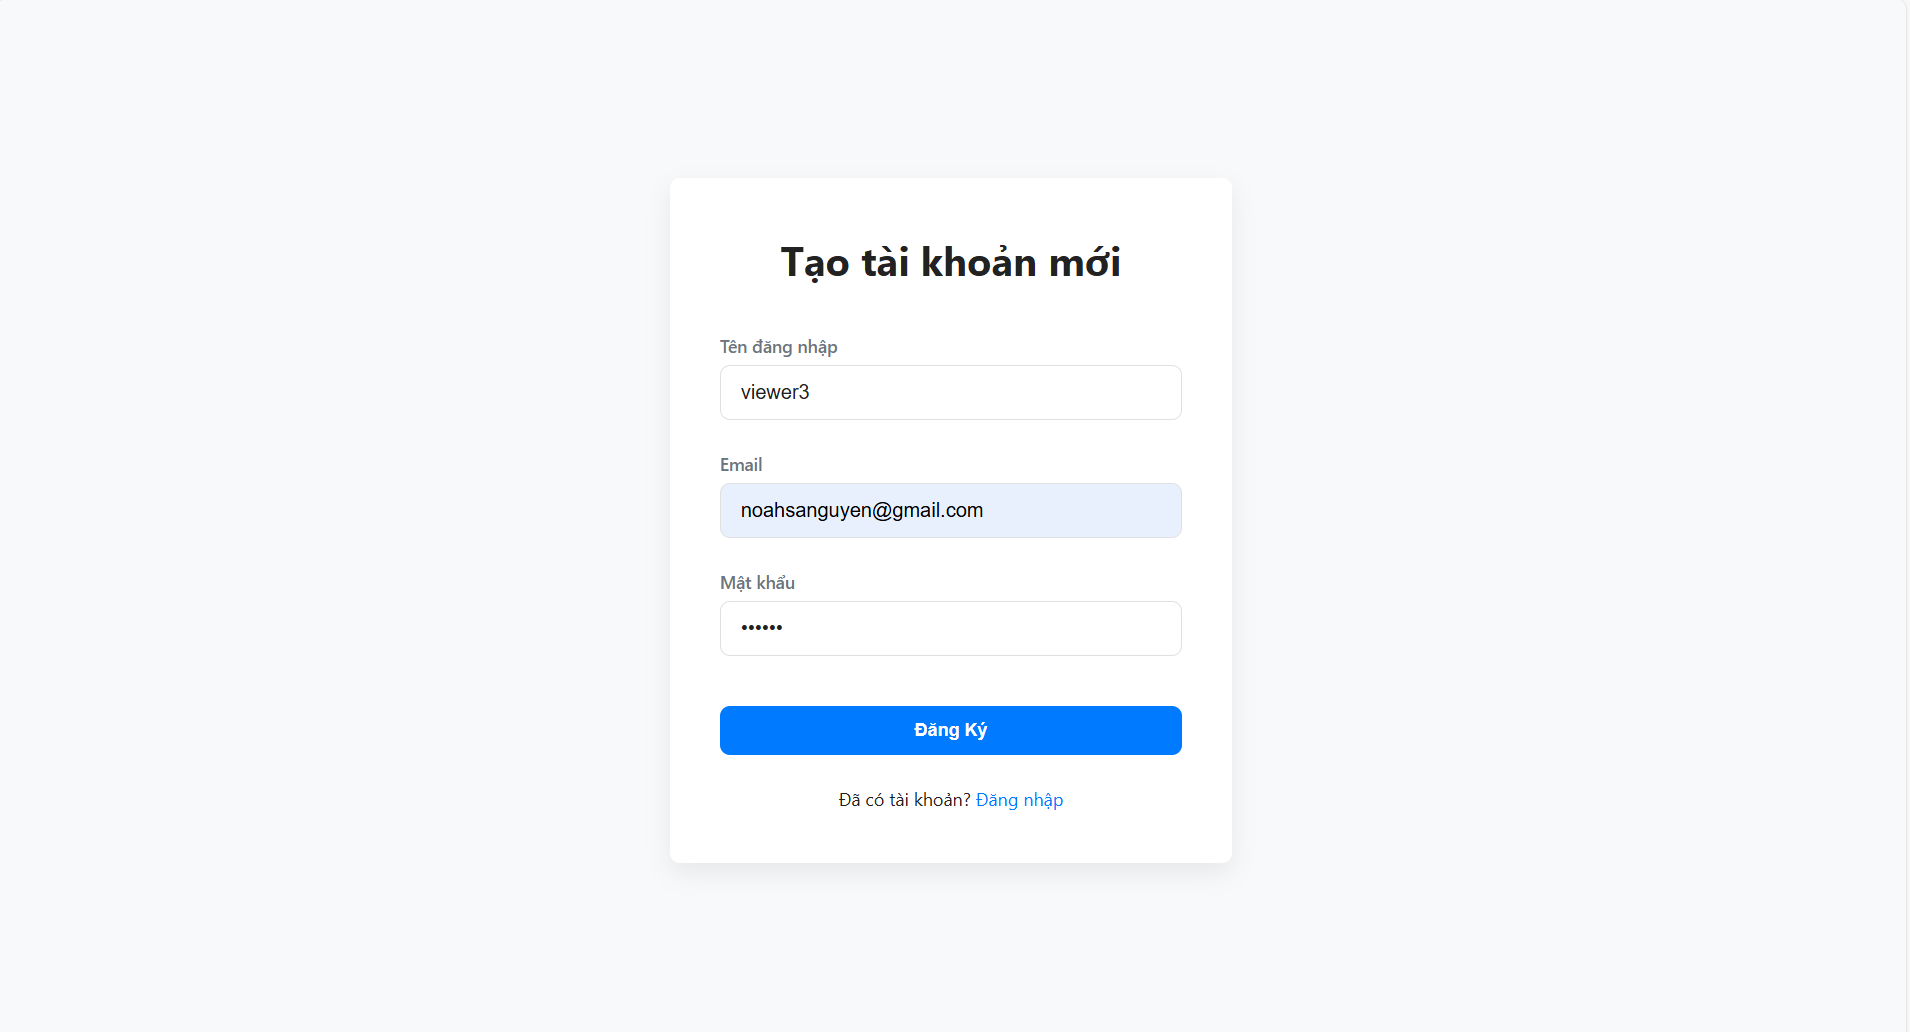 Tạo tài khoản mới
Tên đăng nhập
viewer3
Email
noahsanguyen@gmail.com
Mật khẩu
••••••
Đăng Ký
Đã có tài khoản? Đăng nhập